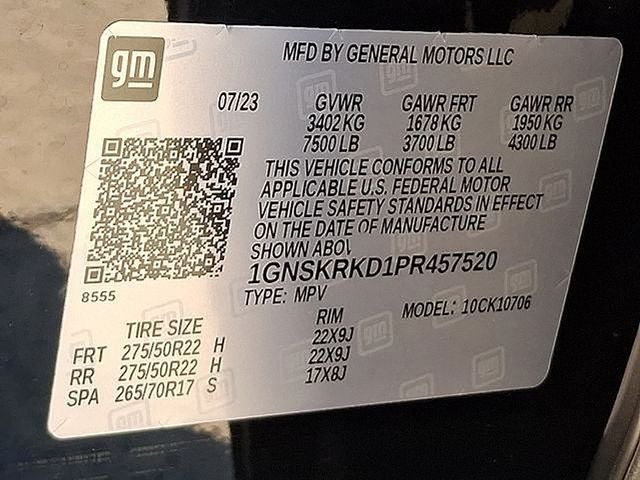 gm
MFD BY GENERAL MOTORS LLC
07/23 GVWR GAWR FRT GAWR RR
3402 KG 1678 KG 1950 KG
7500 LB 3700 LB 4300 LB
THIS VEHICLE CONFORMS TO ALL
APPLICABLE U.S. FEDERAL MOTOR
VEHICLE SAFETY STANDARDS IN EFFECT
ON THE DATE OF MANUFACTURE
SHOWN ABOV
1GNSKRKD1PR457520
8555
TYPE: MPV
MODEL: 10CK10706
TIRE SIZE RIM
FRT 275/50R22 H 22X9J
RR 275/50R22 H 22X9J
SPA 265/70R17 S 17X8J